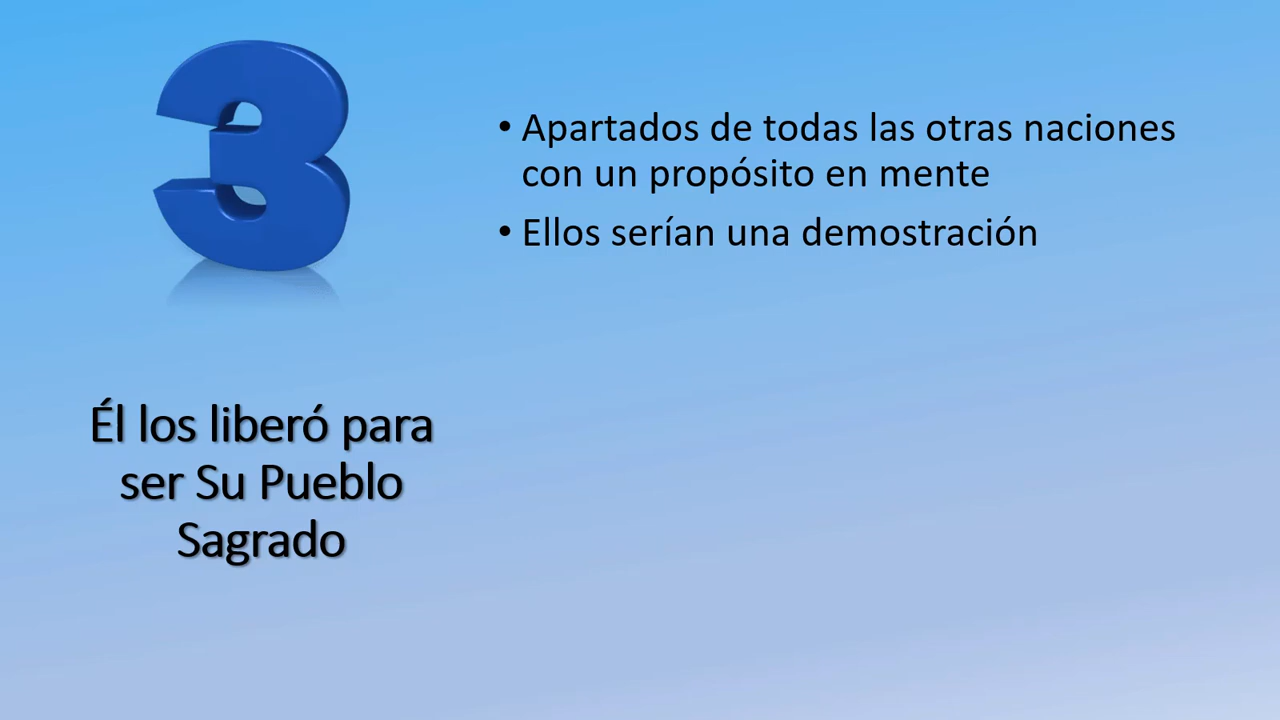 3
Él los liberó para
ser Su Pueblo
Sagrado
• Apartados de todas las otras naciones
con un propósito en mente
• Ellos serían una demostración